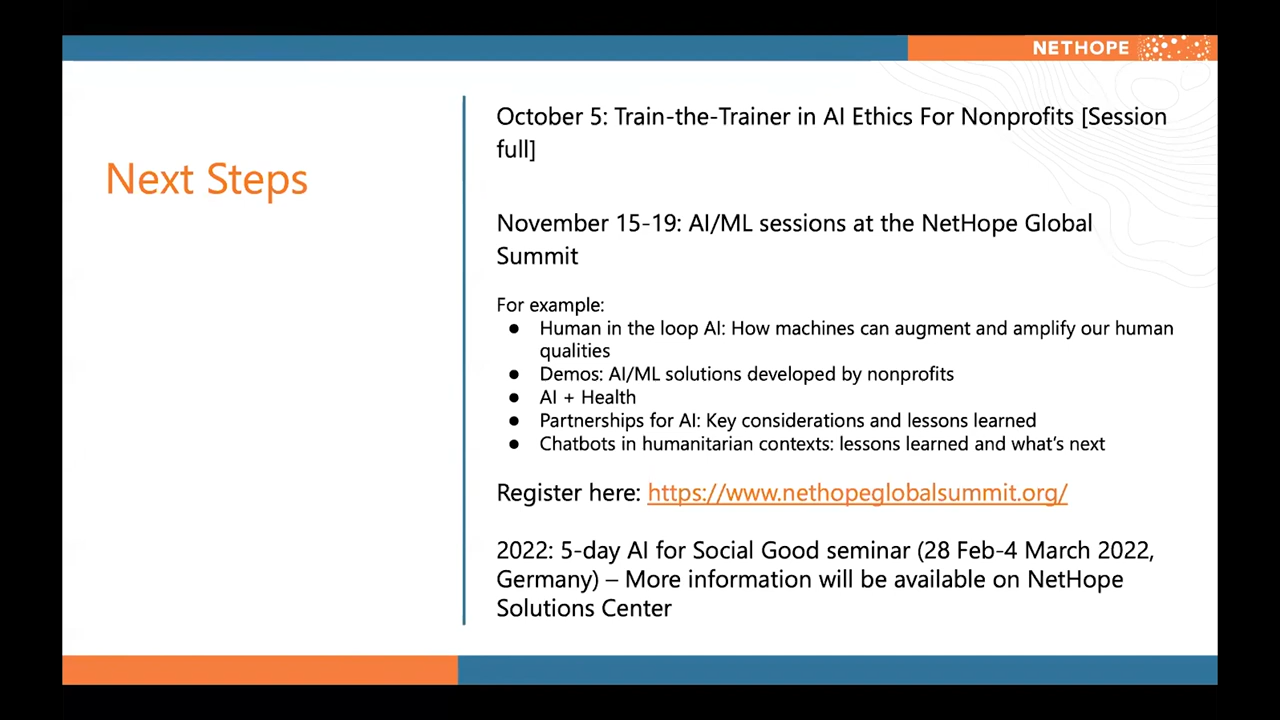 NETHOPE
Next Steps
October 5: Train-the-Trainer in AI Ethics For Nonprofits [Session
full]
November 15-19: AI/ML sessions at the NetHope Global
Summit
For example:
● Human in the loop AI: How machines can augment and amplify our human
qualities
● Demos: AI/ML solutions developed by nonprofits
● AI + Health
● Partnerships for AI: Key considerations and lessons learned
● Chatbots in humanitarian contexts: lessons learned and what's next
Register here: https://www.nethopeglobalsummit.org/
2022: 5-day AI for Social Good seminar (28 Feb-4 March 2022,
Germany) – More information will be available on NetHope
Solutions Center